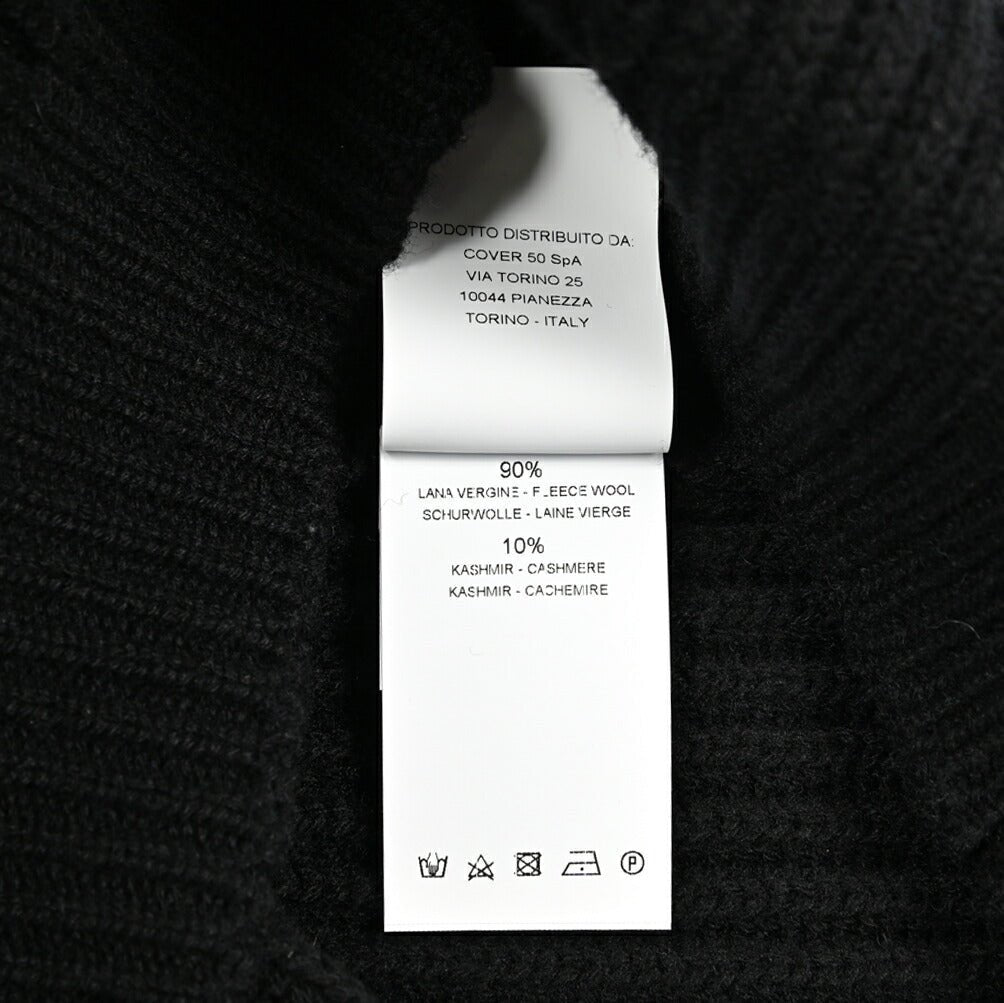 PRODOTTO DISTRIBUITO DA:
COVER 50 SpA
VIA TORINO 25
10044 PIANEZZA
TORINO - ITALY
90%
LANA VERGINE - FLEECE WOOL
SCHURWOLLE - LAINE VIERGE
10%
KASHMIR - CASHMERE
KASHMIR - CACHEMIRE
P